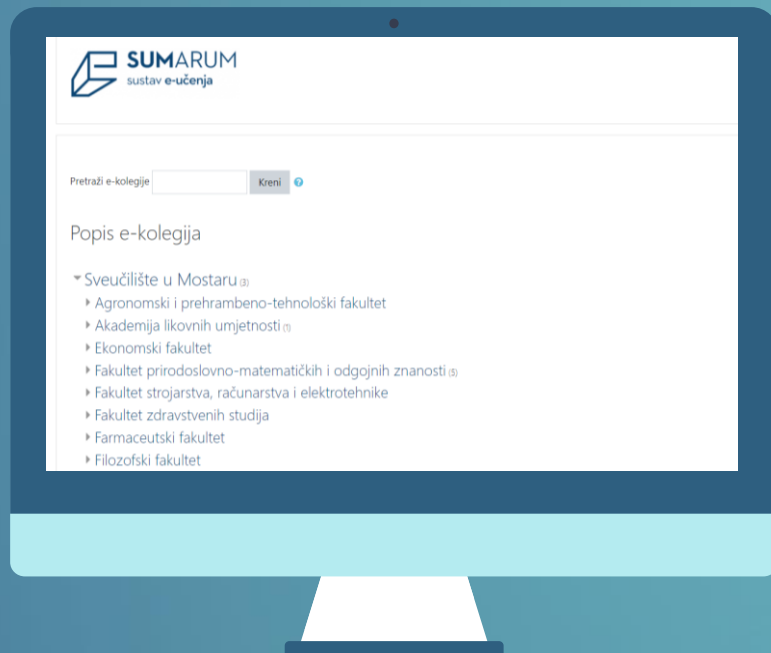 SUMARUM
sustav e-učenja
Pretraži e-kolegije Kreni
Popis e-kolegija
Sveučilište u Mostaru (3)
Agronomski i prehrambeno-tehnološki fakultet
Akademija likovnih umjetnosti (1)
Ekonomski fakultet
Fakultet prirodoslovno-matematičkih i odgojnih znanosti (5)
Fakultet strojarstva, računarstva i elektrotehnike
Fakultet zdravstvenih studija
Farmaceutski fakultet
Filozofski fakultet